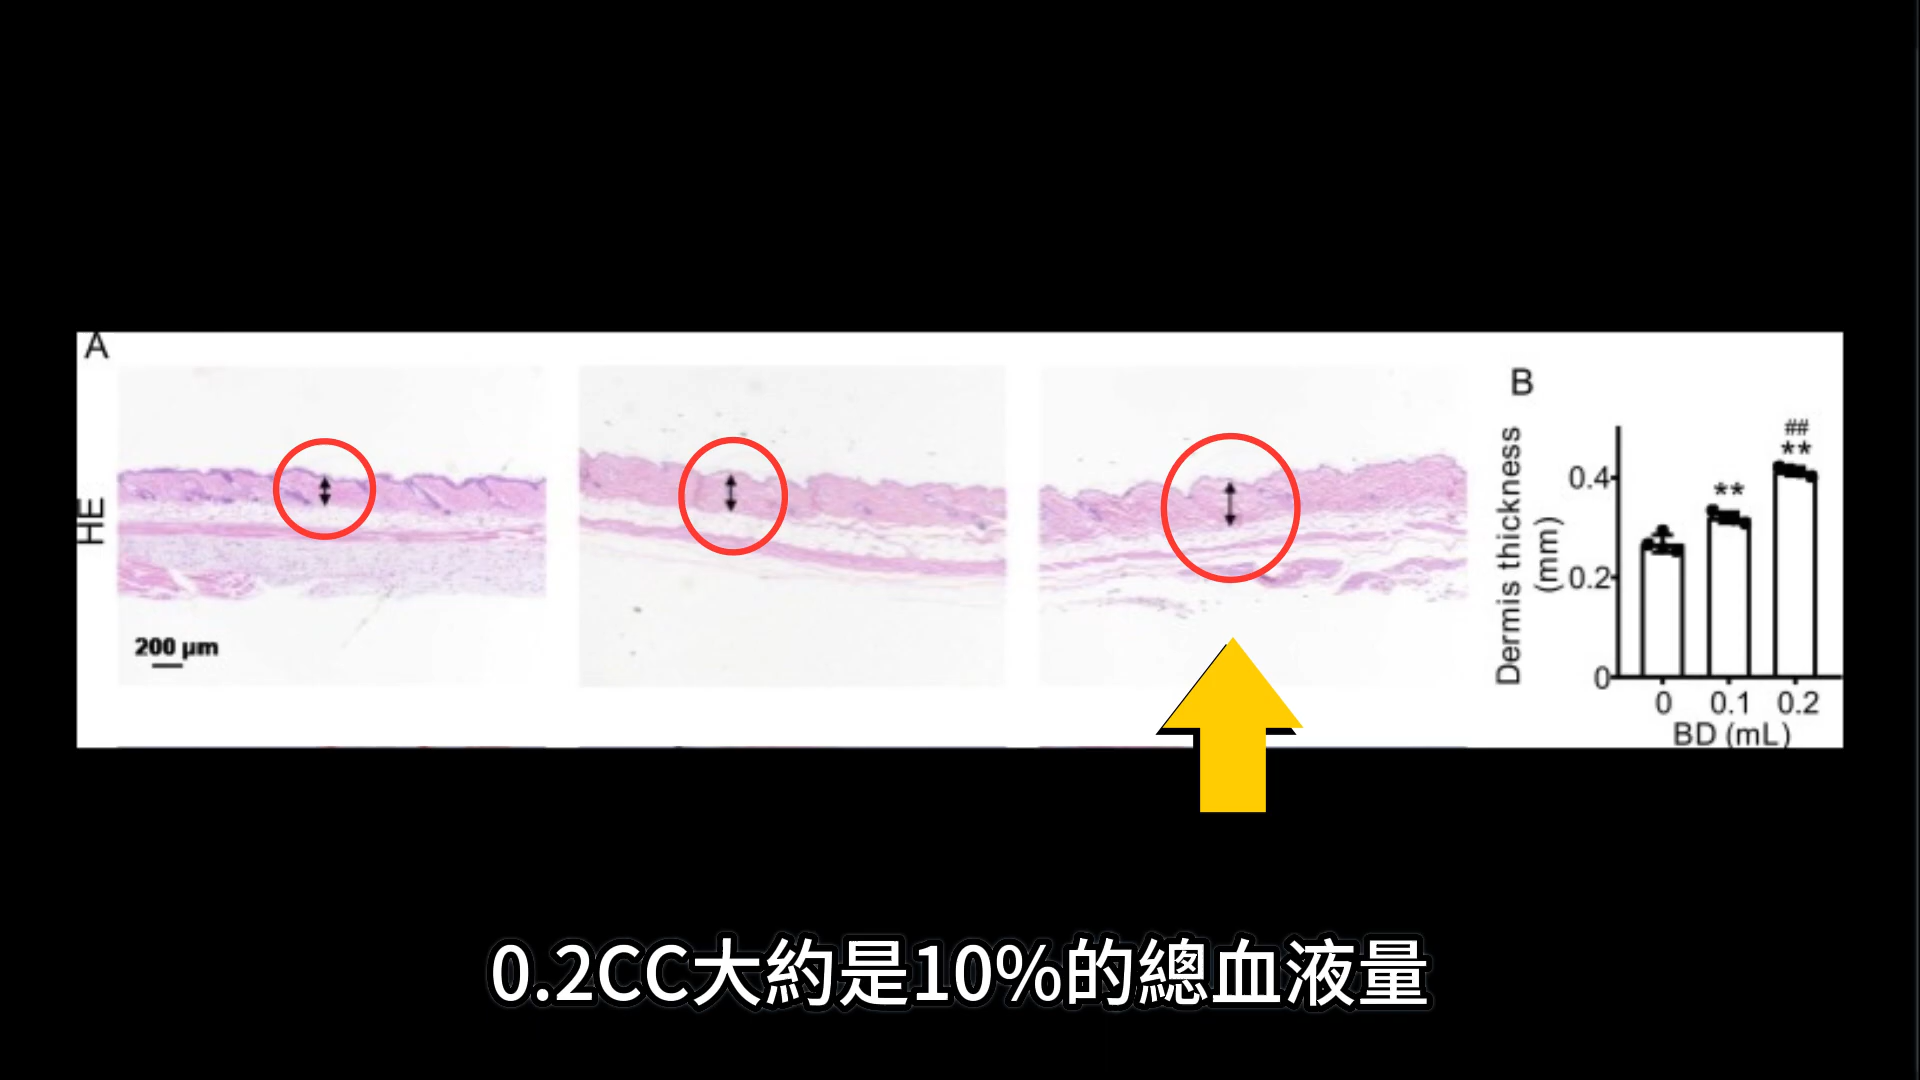 A
HE
200 µm
B
Dermis thickness
(mm)
##
**
**
0.4
0.2
0
0 0.1 0.2
BD (mL)
0.2CC大約是10%的總血液量